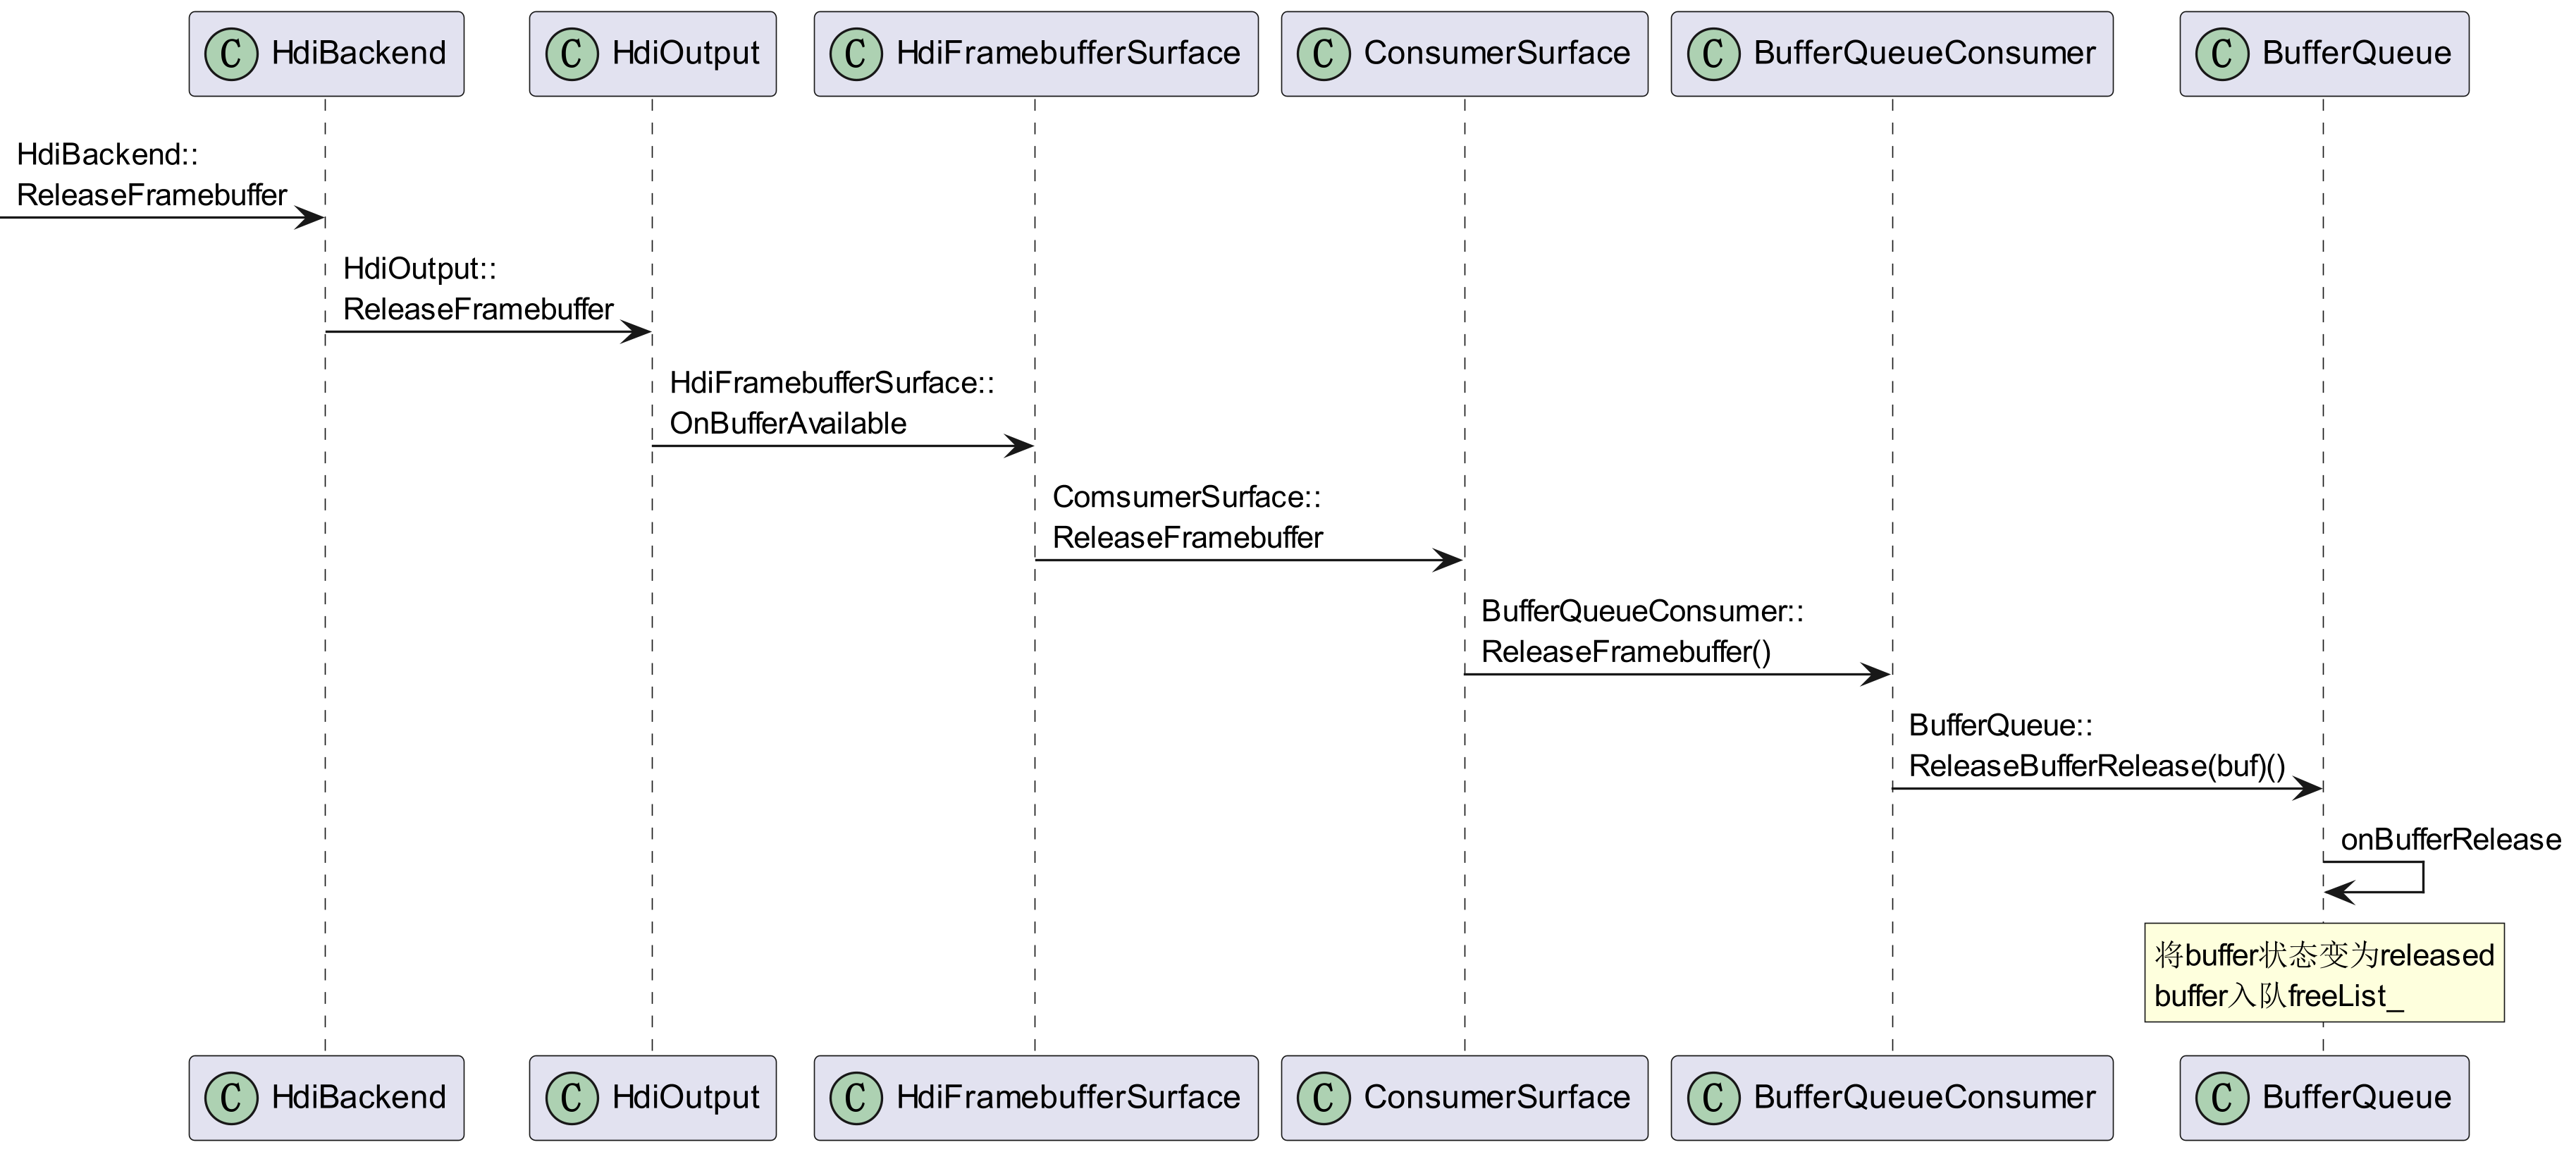 C HdiBackend
C HdiOutput
C HdiFramebufferSurface
C ConsumerSurface
C BufferQueueConsumer
C BufferQueue
HdiBackend::
ReleaseFramebuffer
HdiOutput::
ReleaseFramebuffer
HdiFramebufferSurface::
OnBufferAvailable
ComsumerSurface::
ReleaseFramebuffer
BufferQueueConsumer::
ReleaseFramebuffer()
BufferQueue::
ReleaseBufferRelease(buf)()
onBufferRelease
将buffer状态变为released
buffer入队freeList_
C HdiBackend
C HdiOutput
C HdiFramebufferSurface
C ConsumerSurface
C BufferQueueConsumer
C BufferQueue